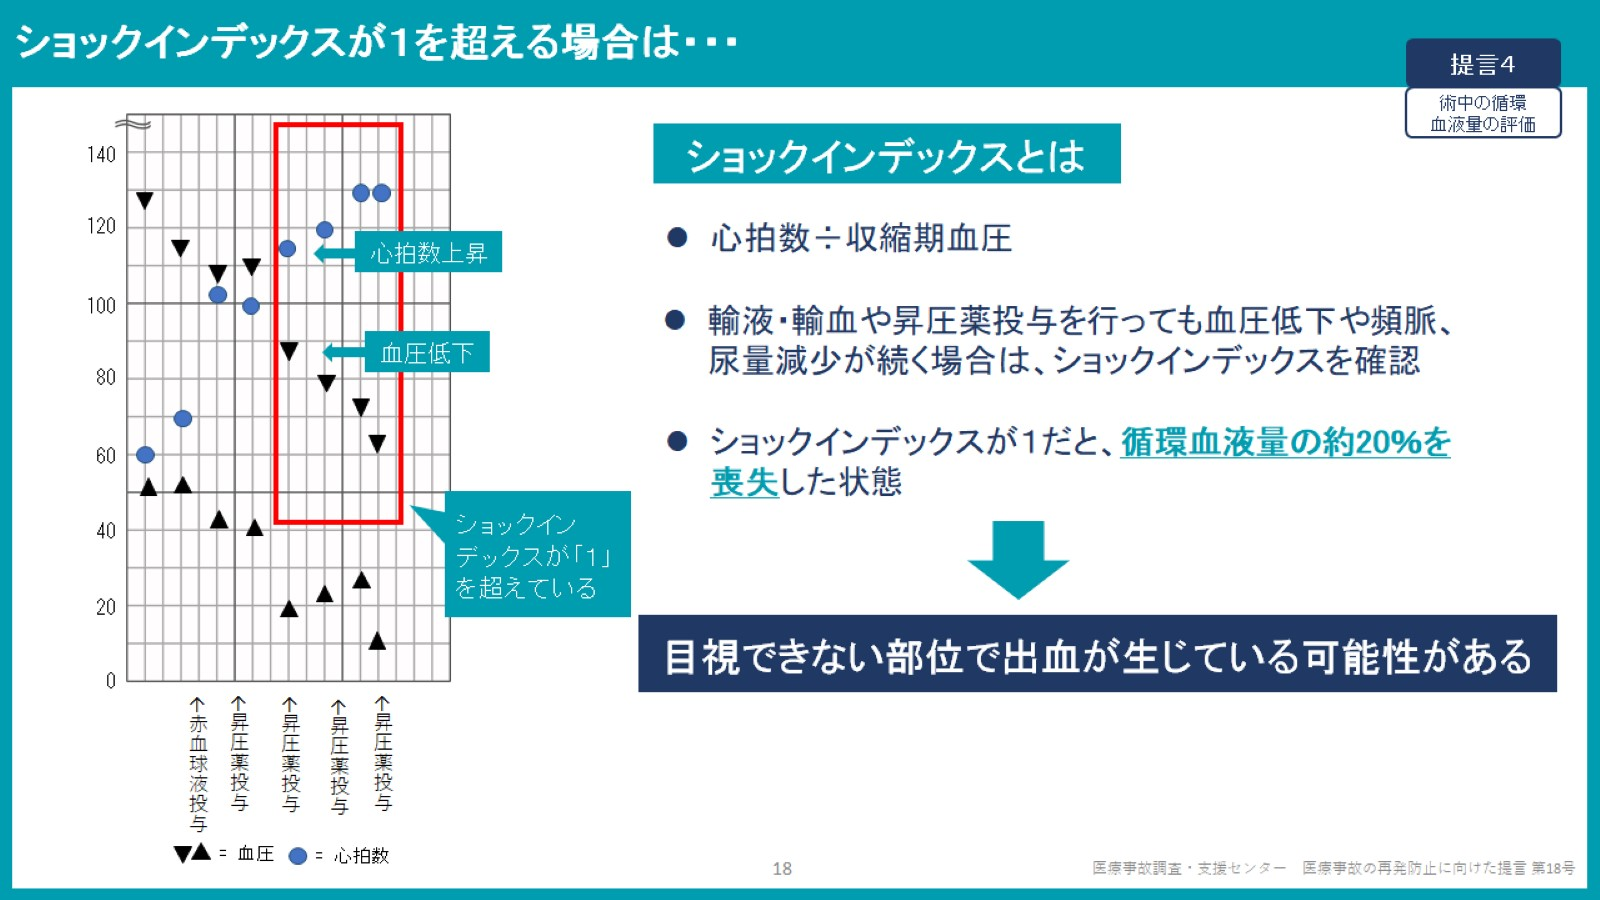 ショックインデックスが１を超える場合は・・・
提言４
術中の循環
血液量の評価
140
120
100
80
60
40
20
0
心拍数上昇
血圧低下
ショックイン
デックスが「１」
を超えている
↑赤血球液投与
↑昇圧薬投与
↑昇圧薬投与
↑昇圧薬投与
↑昇圧薬投与
▼▲ = 血圧 ● = 心拍数
ショックインデックスとは
● 心拍数÷収縮期血圧
● 輸液・輸血や昇圧薬投与を行っても血圧低下や頻脈、
尿量減少が続く場合は、ショックインデックスを確認
● ショックインデックスが１だと、循環血液量の約20%を
喪失した状態
目視できない部位で出血が生じている可能性がある
18
医療事故調査・支援センター 医療事故の再発防止に向けた提言 第18号